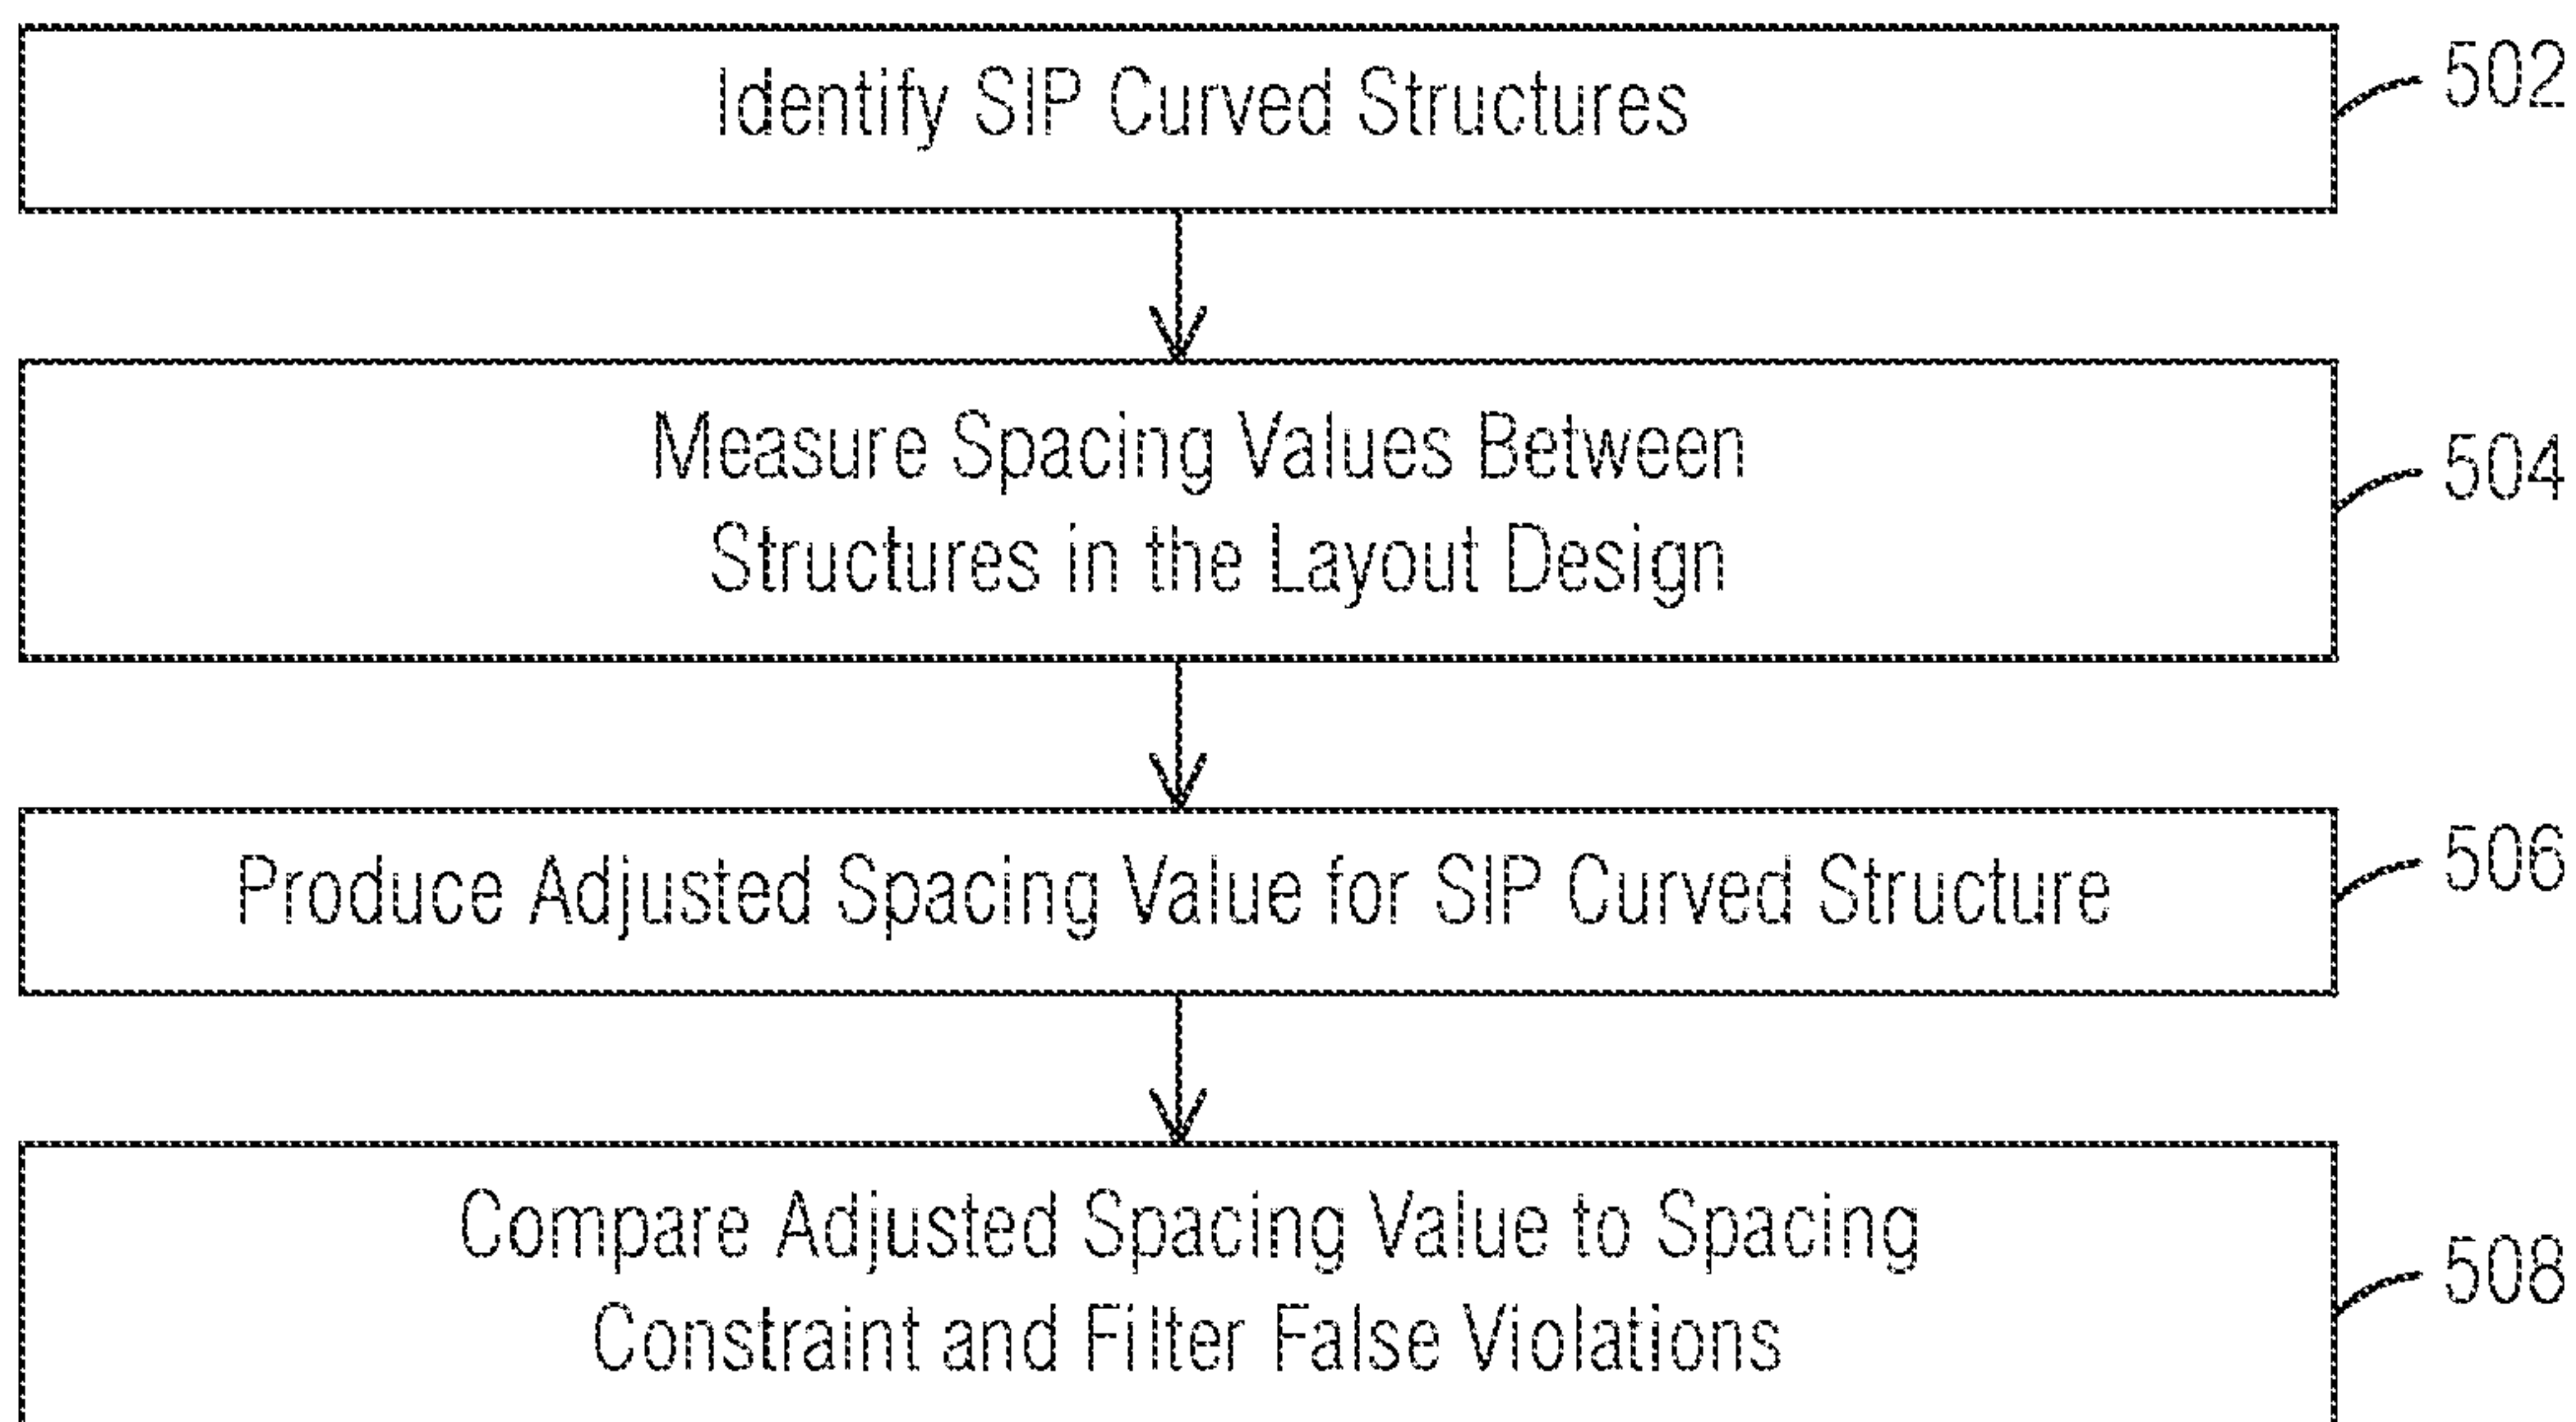 Identify SIP Curved Structures
502
Measure Spacing Values Between
Structures in the Layout Design
504
Produce Adjusted Spacing Value for SIP Curved Structure
506
Compare Adjusted Spacing Value to Spacing
Constraint and Filter False Violations
508